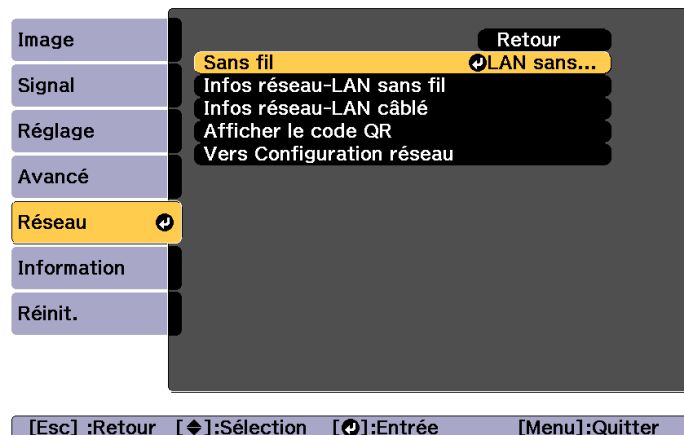 Image
Signal
Réglage
Avancé
Réseau
Information
Réinit.
Retour
Sans fil LAN sans...
Infos réseau-LAN sans fil
Infos réseau-LAN câblé
Afficher le code QR
Vers Configuration réseau
[Esc] :Retour [◆]:Sélection [↵]:Entrée [Menu]:Quitter